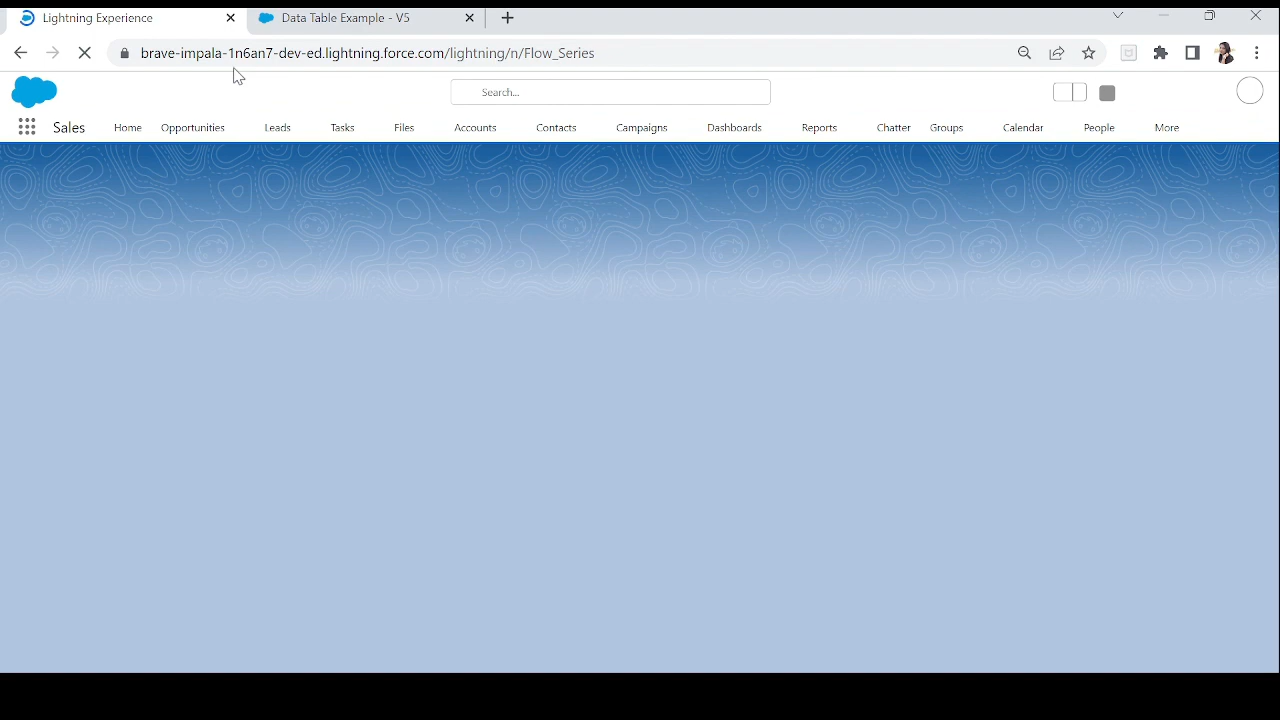 Lightning Experience
Data Table Example - V5
brave-impala-1n6an7-dev-ed.lightning.force.com/lightning/n/Flow_Series
Search...
Sales Home Opportunities Leads Tasks Files Accounts Contacts Campaigns Dashboards Reports Chatter Groups Calendar People More